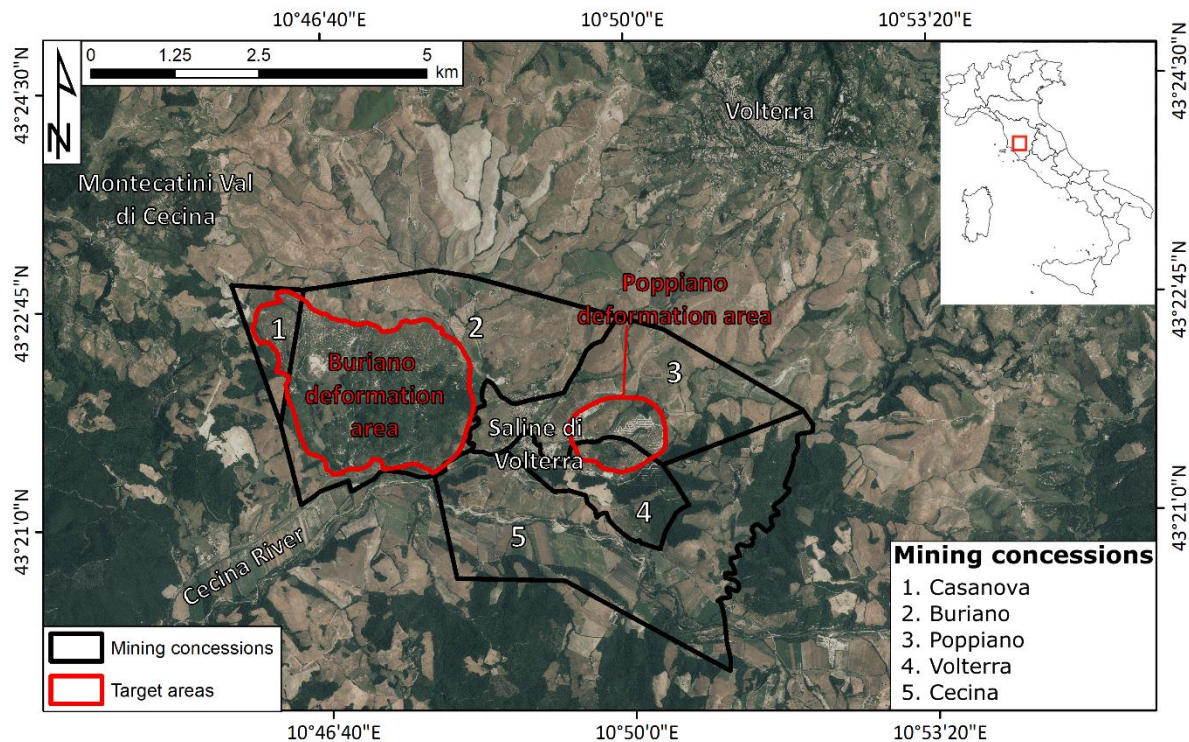 10°46'40"E
10°50'0"E
10°53'20"E
0
1.25
2.5
5
km
N
43°24'30"N
43°24'30"N
Volterra
Montecatini Val
di Cecina
43°22'45"N
43°22'45"N
Poppiano
deformation area
1
2
3
Buriano
deformation
area
Saline di
Volterra
4
5
43°21'0"N
43°21'0"N
Cecina River
Mining concessions
1. Casanova
2. Buriano
3. Poppiano
4. Volterra
5. Cecina
Mining concessions
Target areas
10°46'40"E
10°50'0"E
10°53'20"E